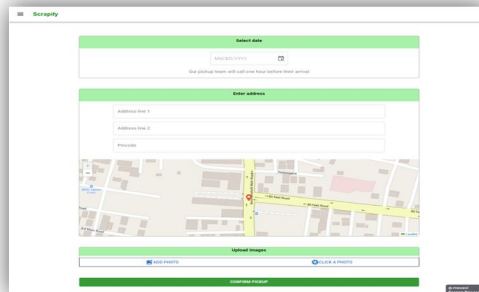 Scrapify
Select date
MM/DD/YYYY
Our pickup team will call one hour before their arrival
Enter address
Address line 1
Address line 2
Pincode
+
−
Leaflet
Upload Images
ADD PHOTO
CLICK A PHOTO
CONFIRM PICKUP